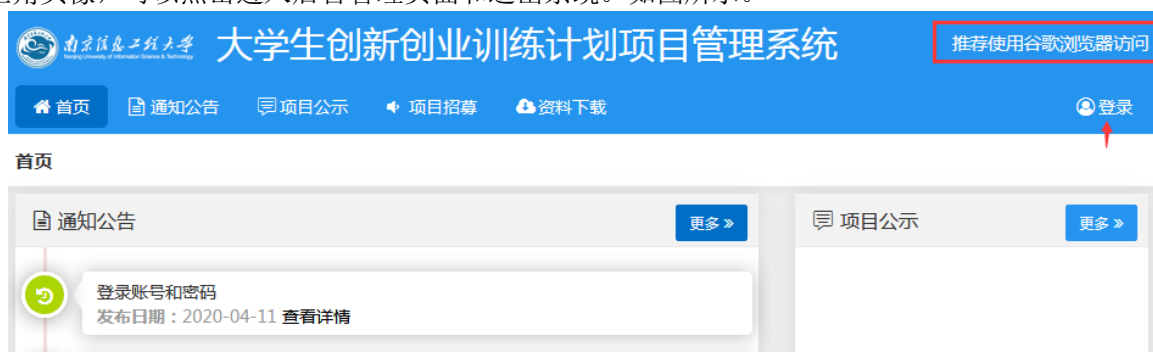 南京信息工程大学 大学生创新创业训练计划项目管理系统 推荐使用谷歌浏览器访问
首页 通知公告 项目公示 项目招募 资料下载 登录
首页
通知公告 更多 » 项目公示 更多 »
登录账号和密码
发布日期：2020-04-11 查看详情